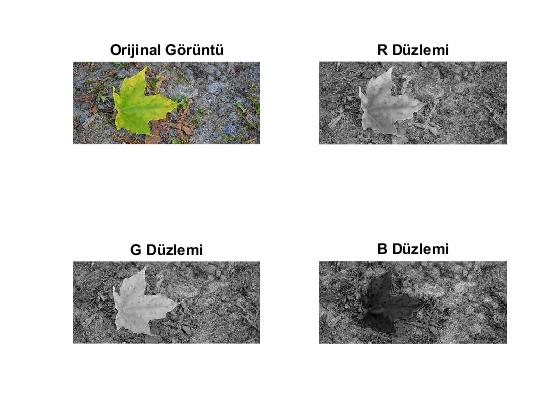 Orijinal Görüntü
R Düzlemi
G Düzlemi
B Düzlemi